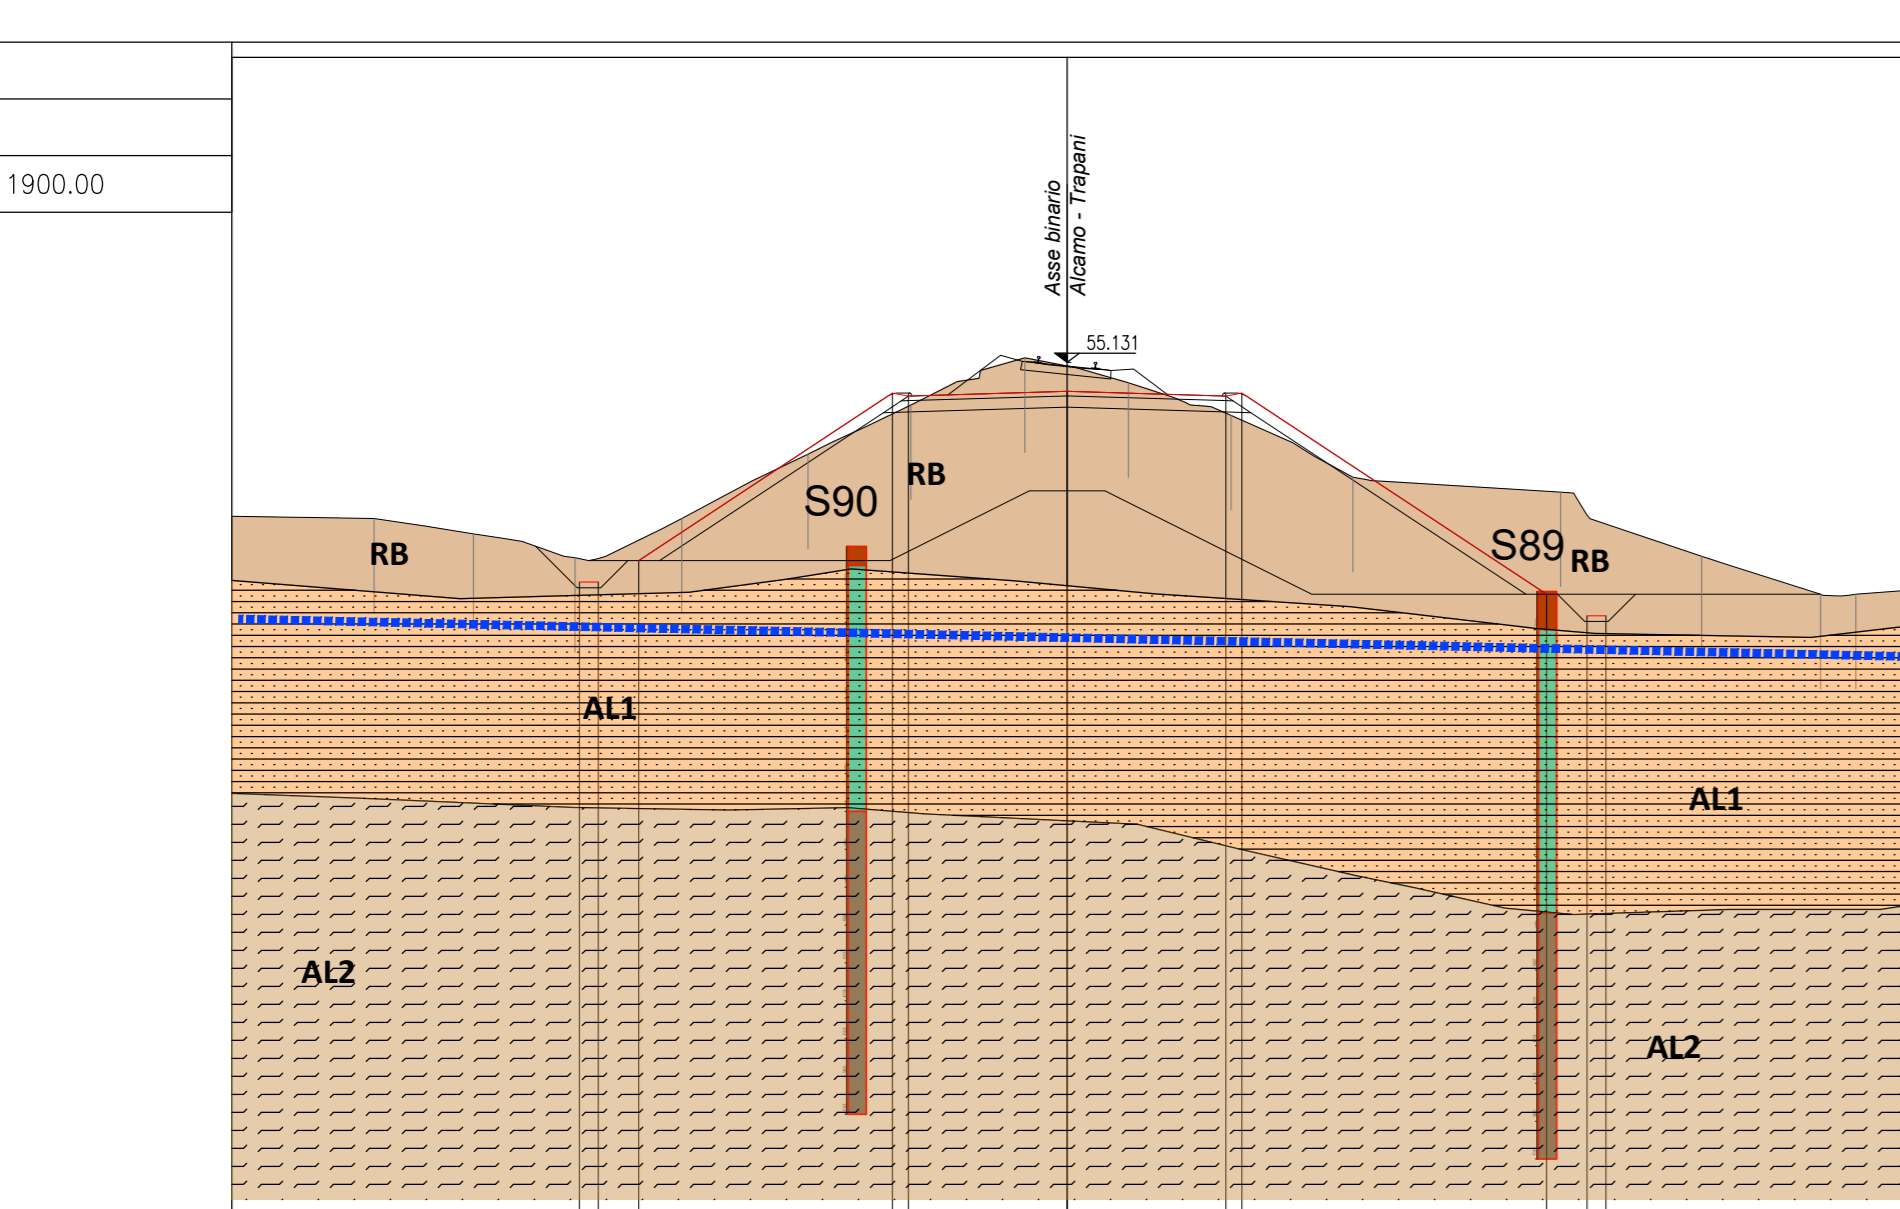 1900.00
Asse binario
Alcamo - Trapani
55.131
S90
RB
RB
S89
RB
AL1
AL1
AL2
AL2